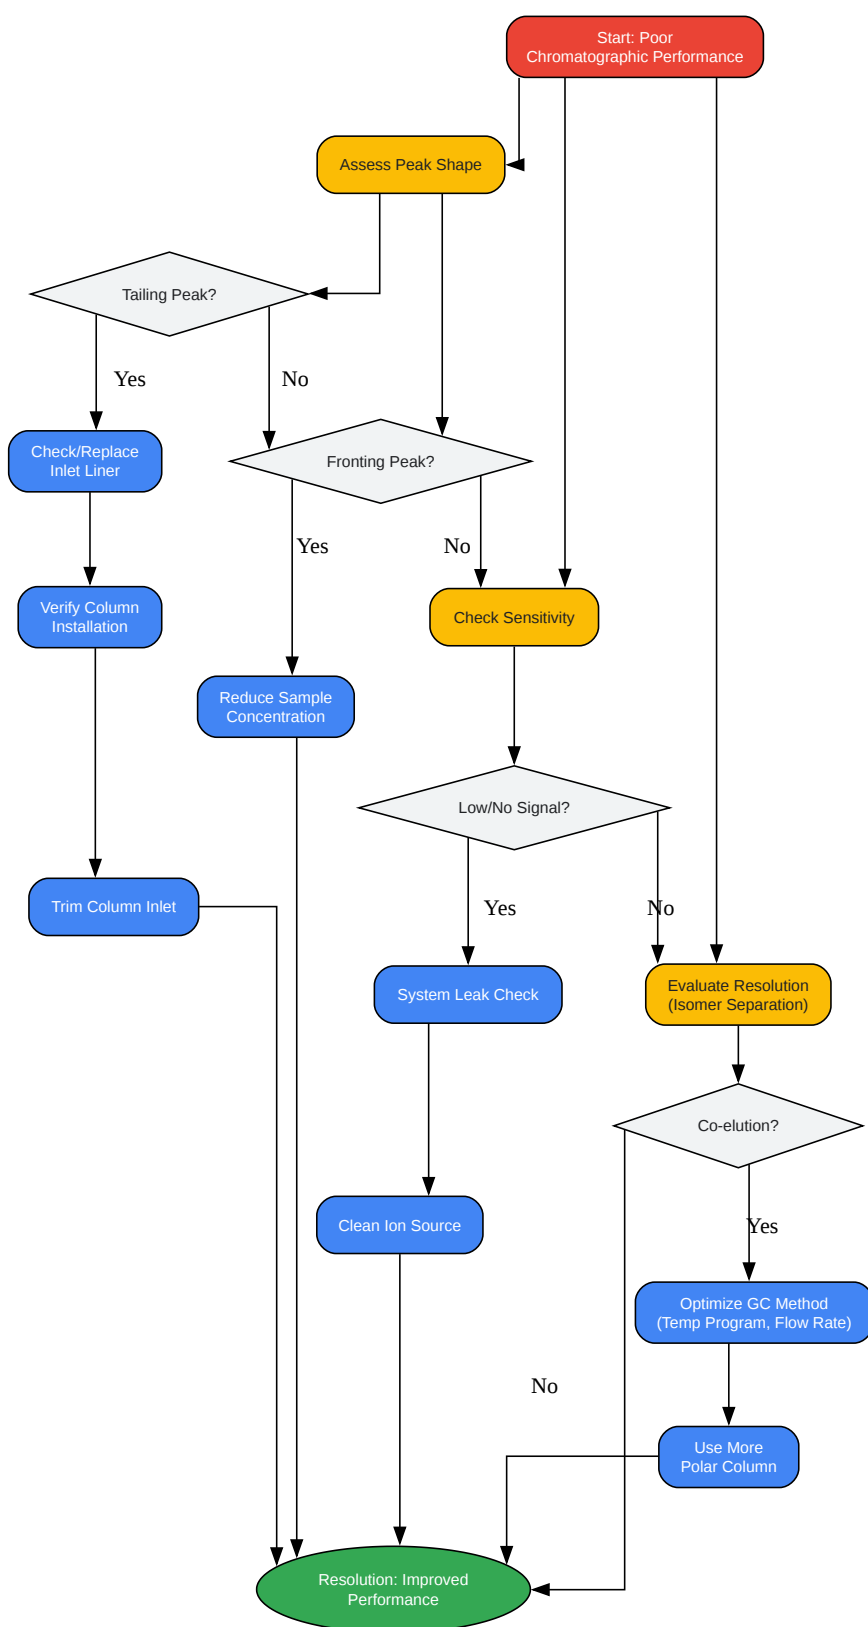 Start: Poor
Chromatographic Performance
Assess Peak Shape
Tailing Peak?
Yes
No
Check/Replace
Inlet Liner
Fronting Peak?
Yes
No
Verify Column
Installation
Check Sensitivity
Reduce Sample
Concentration
Low/No Signal?
Trim Column Inlet
Yes
No
System Leak Check
Evaluate Resolution
(Isomer Separation)
Co-elution?
Clean Ion Source
Yes
Optimize GC Method
(Temp Program, Flow Rate)
No
Use More
Polar Column
Resolution: Improved
Performance